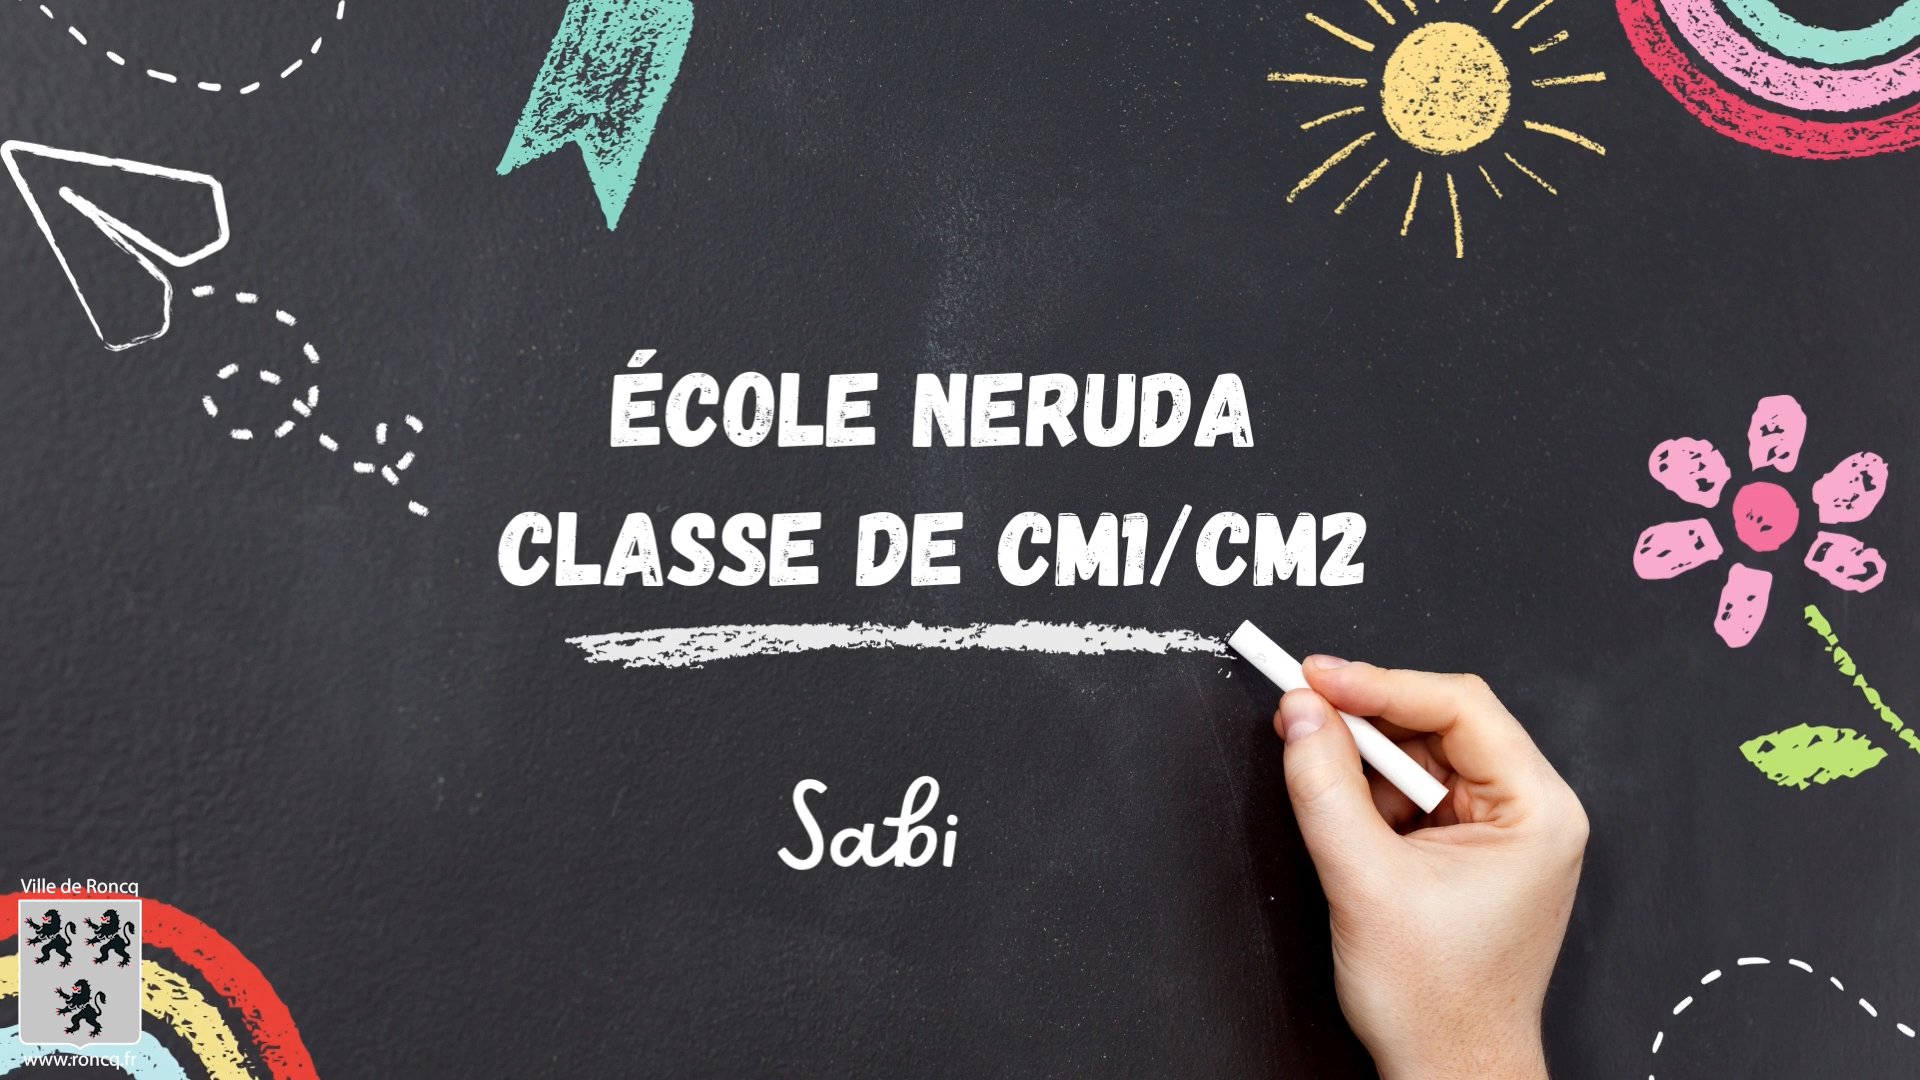 ÉCOLE NERUDA
CLASSE DE CM1/CM2
Sabi
Ville de Roncq
www.roncq.fr